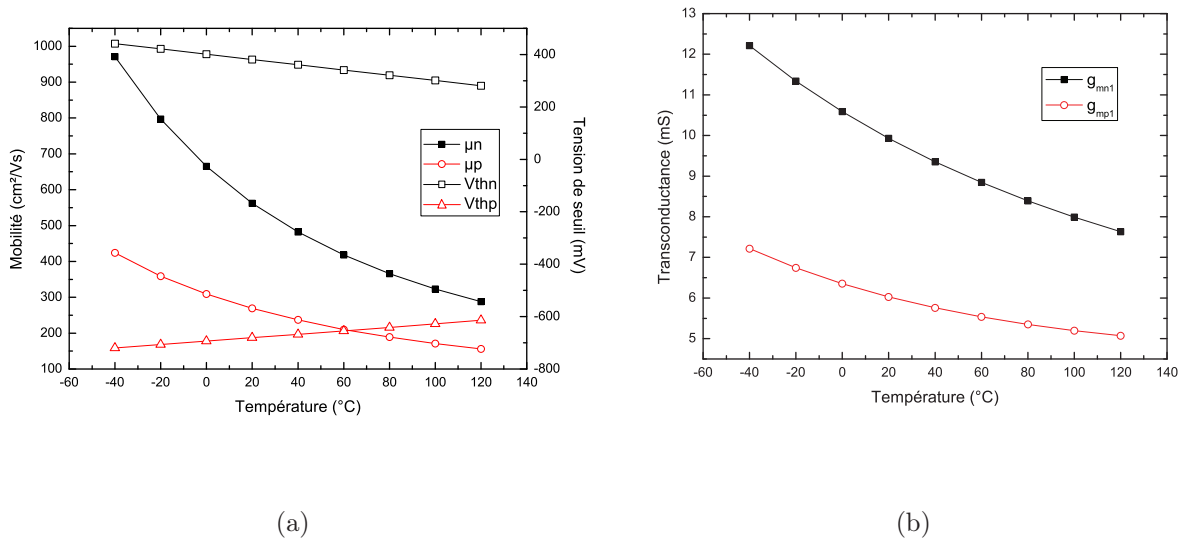 1000
900
800
700
600
500
400
300
200
100
Mobilité (cm²/Vs)
400
200
0
-200
-400
-600
-800
Tension de seuil (mV)
µn
µp
Vthn
Vthp
-60 -40 -20 0 20 40 60 80 100 120 140
Température (°C)
(a)
13
12
11
10
9
8
7
6
5
Transconductance (mS)
gmn1
gmp1
-60 -40 -20 0 20 40 60 80 100 120 140
Température (°C)
(b)